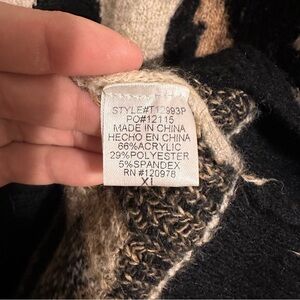 STYLE#T12993P
PO#12115
MADE IN CHINA
HECHO EN CHINA
66%ACRYLIC
29%POLYESTER
5%SPANDEX
RN #120978
XL